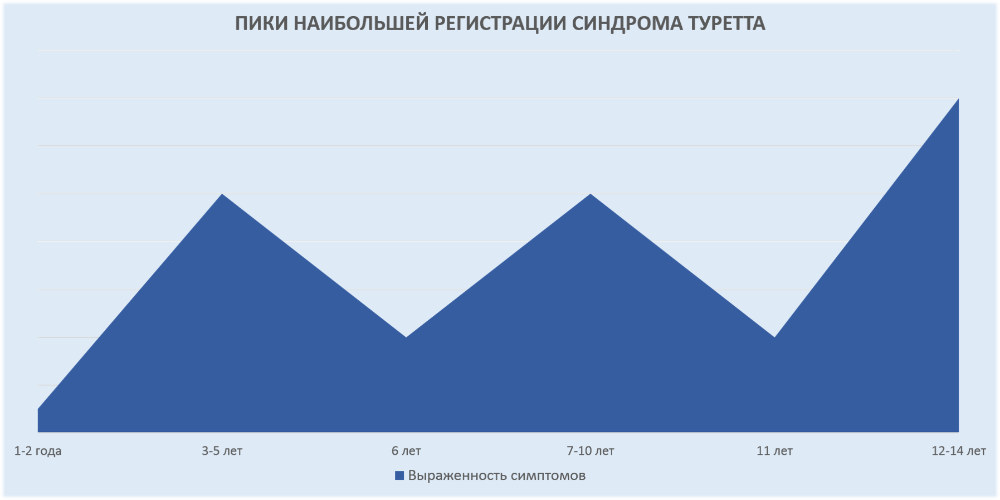 ПИКИ НАИБОЛЬШЕЙ РЕГИСТРАЦИИ СИНДРОМА ТУРЕТТА
1-2 года
3-5 лет
6 лет
7-10 лет
11 лет
12-14 лет
Выраженность симптомов